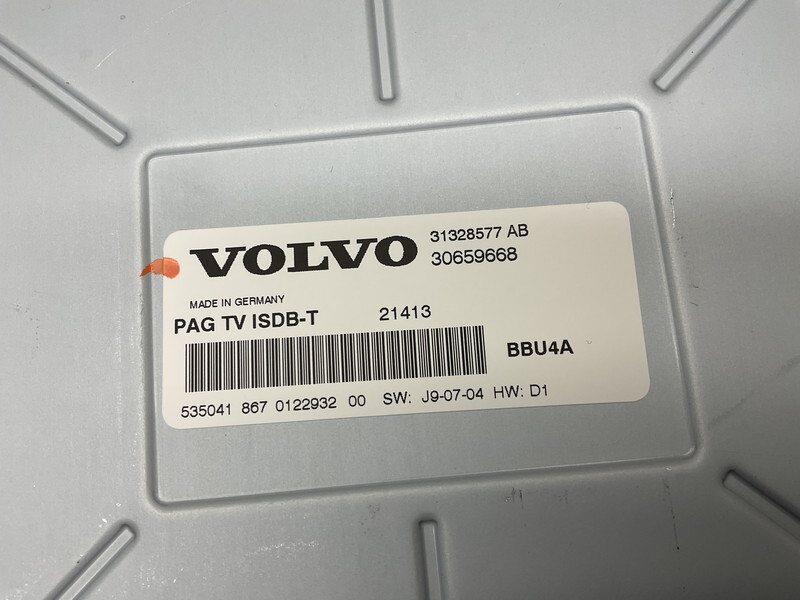 VOLVO 31328577 AB
30659668
MADE IN GERMANY
PAG TV ISDB-T 21413
BBU4A
535041 867 0122932 00 SW: J9-07-04 HW: D1